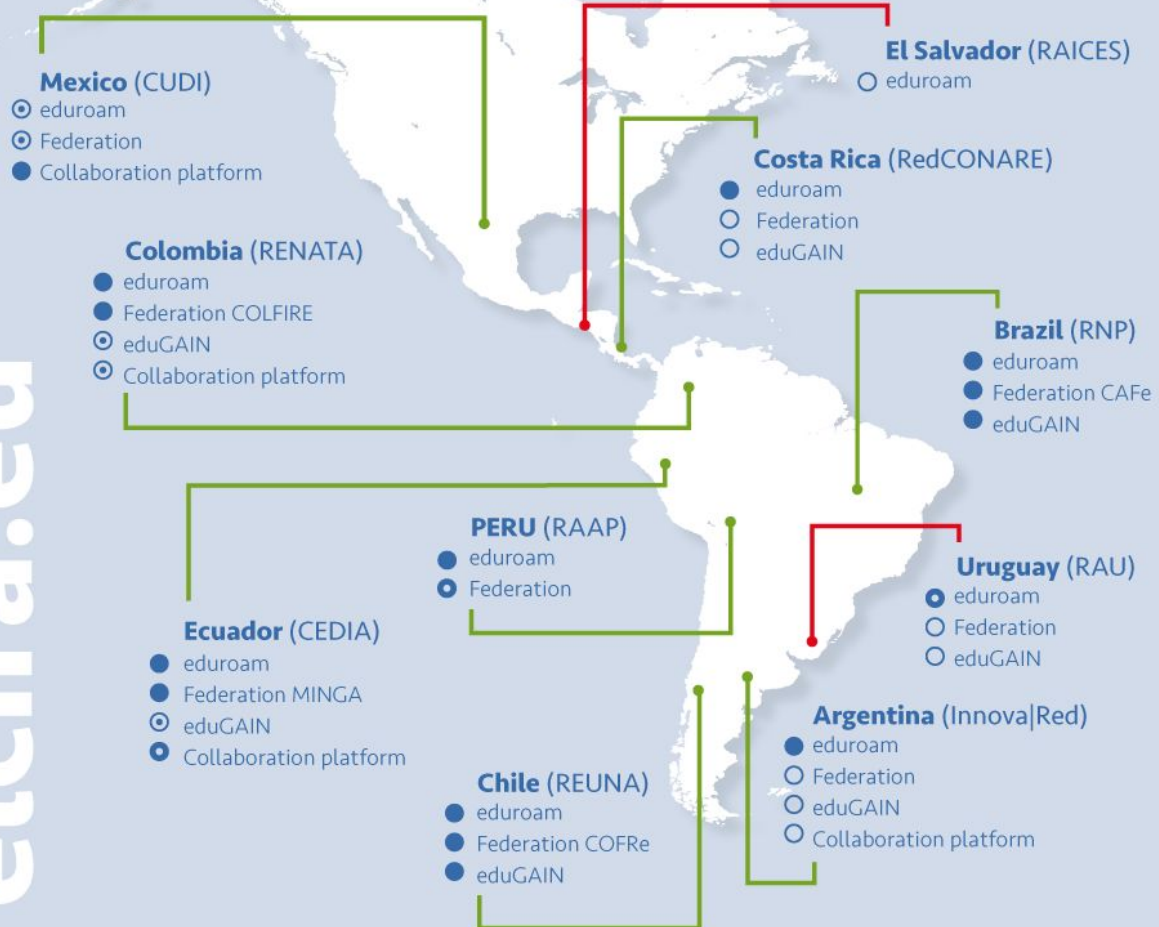 Mexico (CUDI)
eduroam
Federation
Collaboration platform
El Salvador (RAICES)
eduroam
Costa Rica (RedCONARE)
eduroam
Federation
eduGAIN
Colombia (RENATA)
eduroam
Federation COLFIRE
eduGAIN
Collaboration platform
Brazil (RNP)
eduroam
Federation CAFe
eduGAIN
PERU (RAAP)
eduroam
Federation
Uruguay (RAU)
eduroam
Federation
eduGAIN
Ecuador (CEDIA)
eduroam
Federation MINGA
eduGAIN
Collaboration platform
Argentina (Innova|Red)
eduroam
Federation
eduGAIN
Collaboration platform
Chile (REUNA)
eduroam
Federation COFRe
eduGAIN